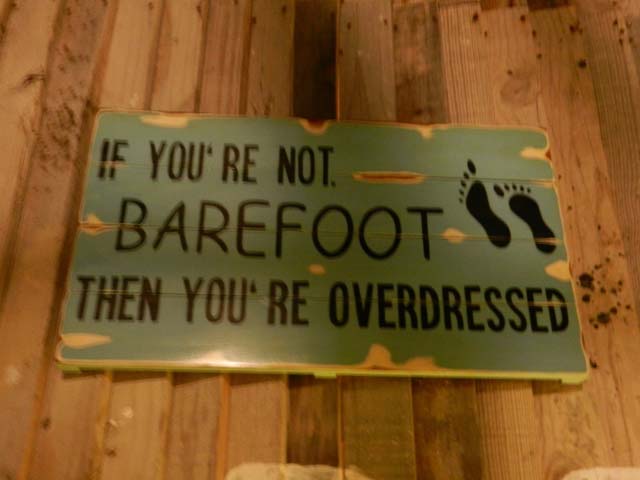 IF YOU'RE NOT.
BAREFOOT
THEN YOU'RE OVERDRESSED